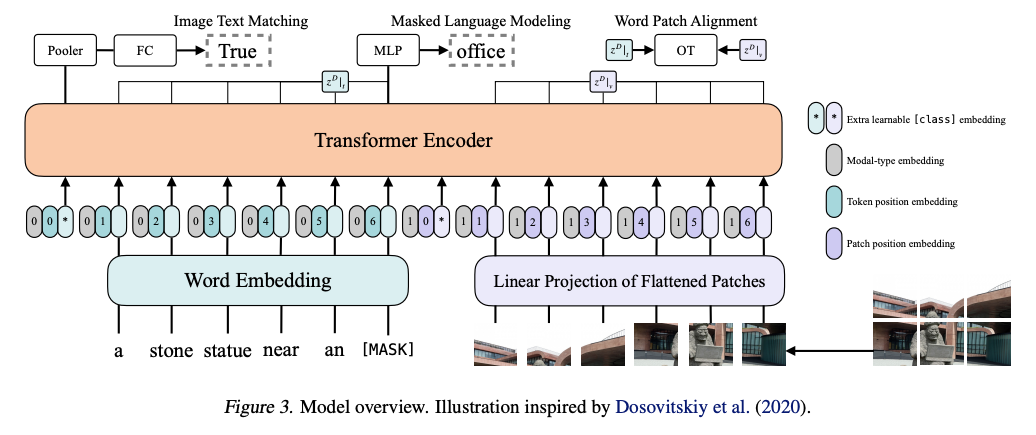 Image Text Matching
Masked Language Modeling
Word Patch Alignment
Pooler
FC
True
MLP
office
z^D|_t
OT
z^D|_v
z^D|_t
z^D|_v
Transformer Encoder
* * Extra learnable [class] embedding
Modal-type embedding
Token position embedding
Patch position embedding
0 0 * 0 1 0 2 0 3 0 4 0 5 0 6 1 0 * 1 1 1 2 1 3 1 4 1 5 1 6
Word Embedding
Linear Projection of Flattened Patches
a stone statue near an [MASK]
Figure 3. Model overview. Illustration inspired by Dosovitskiy et al. (2020).